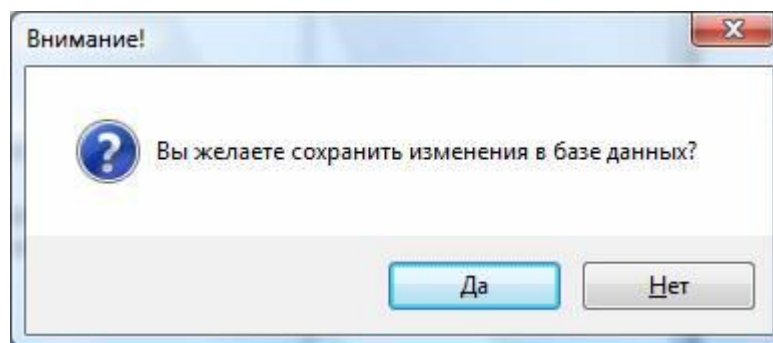 Внимание!
Вы желаете сохранить изменения в базе данных?
Да
Нет